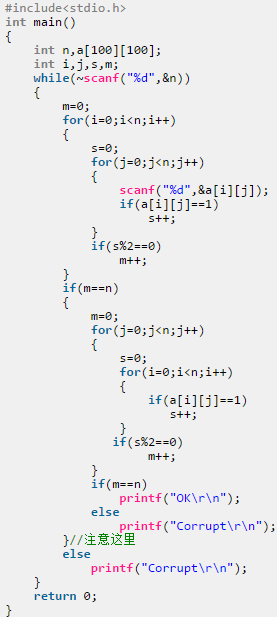 #include<stdio.h>
int main()
{
    int n,a[100][100];
    int i,j,s,m;
    while(~scanf("%d",&n))
    {
        m=0;
        for(i=0;i<n;i++)
        {
            s=0;
            for(j=0;j<n;j++)
            {
                scanf("%d",&a[i][j]);
                if(a[i][j]==1)
                    s++;
            }
            if(s%2==0)
                m++;
        }
        if(m==n)
        {
            m=0;
            for(j=0;j<n;j++)
            {
                s=0;
                for(i=0;i<n;i++)
                {
                    if(a[i][j]==1)
                       s++;
                }
               if(s%2==0)
                    m++;
            }
            if(m==n)
                printf("OK\r\n");
            else
                printf("Corrupt\r\n");
        }//注意这里
        else
            printf("Corrupt\r\n");
    }
    return 0;
}